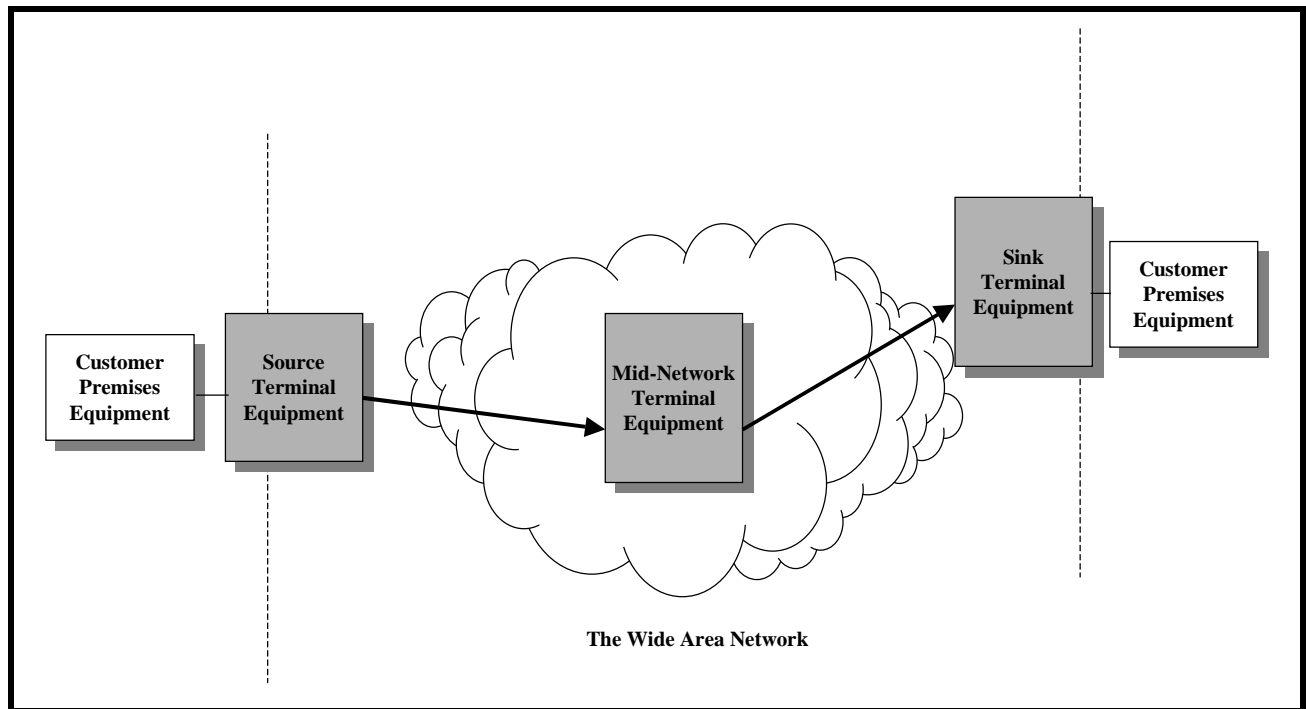 Customer
Premises
Equipment
Source
Terminal
Equipment
Mid-Network
Terminal
Equipment
Sink
Terminal
Equipment
Customer
Premises
Equipment
The Wide Area Network